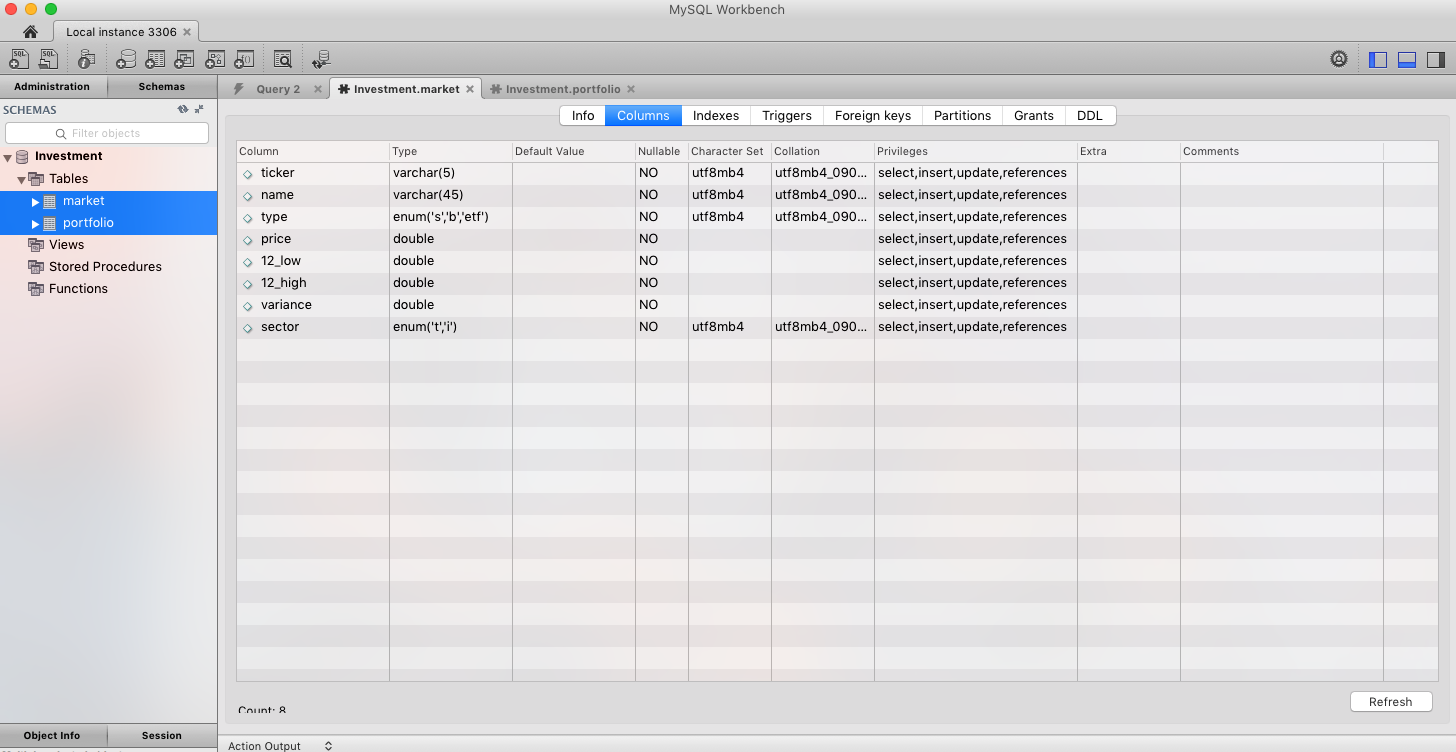 MySQL Workbench
Local instance 3306
Administration Schemas
Query 2 Investment.market Investment.portfolio
SCHEMAS
Filter objects
Investment
Tables
market
portfolio
Views
Stored Procedures
Functions
Info Columns Indexes Triggers Foreign keys Partitions Grants DDL
Column Type Default Value Nullable Character Set Collation Privileges Extra Comments
ticker varchar(5) NO utf8mb4 utf8mb4_090... select,insert,update,references
name varchar(45) NO utf8mb4 utf8mb4_090... select,insert,update,references
type enum('s','b','etf') NO utf8mb4 utf8mb4_090... select,insert,update,references
price double NO select,insert,update,references
12_low double NO select,insert,update,references
12_high double NO select,insert,update,references
variance double NO select,insert,update,references
sector enum('t','i') NO utf8mb4 utf8mb4_090... select,insert,update,references
Count: 8
Refresh
Object Info Session
Action Output